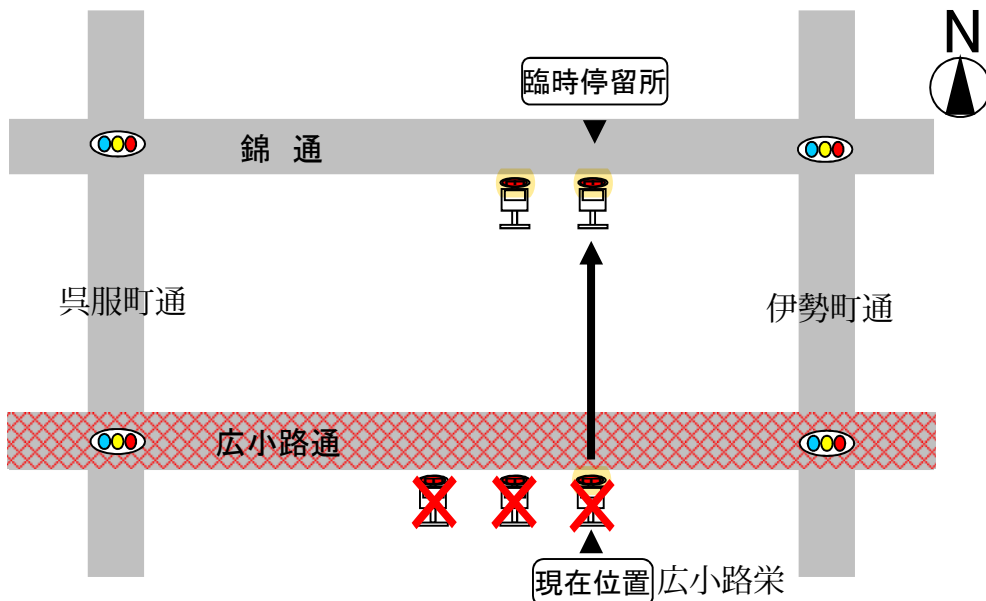 N
臨時停留所
錦 通
呉服町通
伊勢町通
広小路通
現在位置 広小路栄